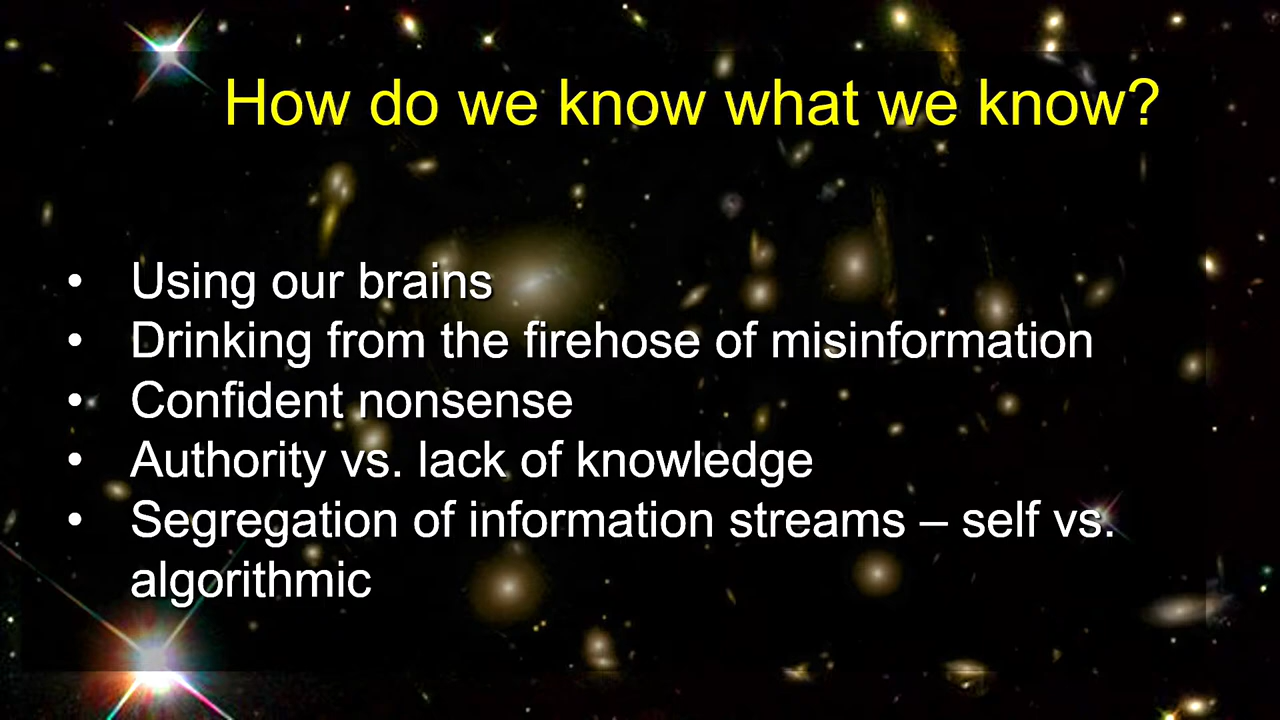 How do we know what we know?
• Using our brains
• Drinking from the firehose of misinformation
• Confident nonsense
• Authority vs. lack of knowledge
• Segregation of information streams – self vs.
algorithmic